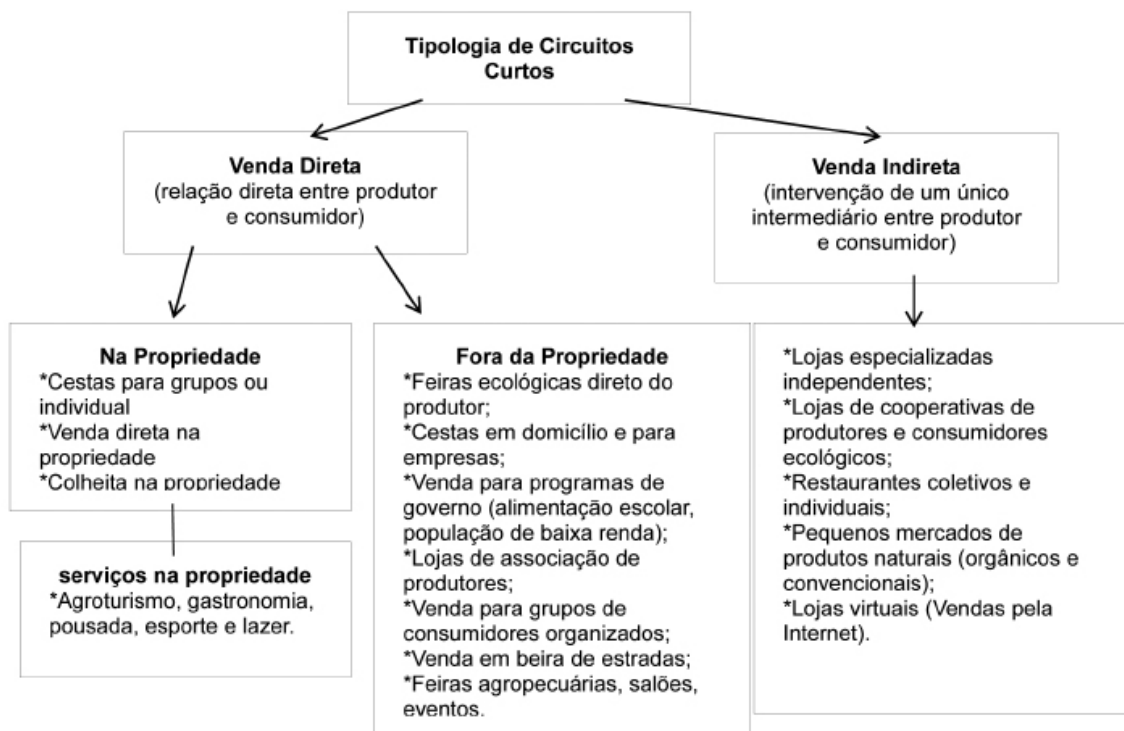 Tipologia de Circuitos
Curtos
Venda Direta
(relação direta entre produtor
e consumidor)
Venda Indireta
(intervenção de um único
intermediário entre produtor
e consumidor)
Na Propriedade
*Cestas para grupos ou
individual
*Venda direta na
propriedade
*Colheita na propriedade
serviços na propriedade
*Agroturismo, gastronomia,
pousada, esporte e lazer.
Fora da Propriedade
*Feiras ecológicas direto do
produtor;
*Cestas em domicílio e para
empresas;
*Venda para programas de
governo (alimentação escolar,
população de baixa renda);
*Lojas de associação de
produtores;
*Venda para grupos de
consumidores organizados;
*Venda em beira de estradas;
*Feiras agropecuárias, salões,
eventos.
*Lojas especializadas
independentes;
*Lojas de cooperativas de
produtores e consumidores
ecológicos;
*Restaurantes coletivos e
individuais;
*Pequenos mercados de
produtos naturais (orgânicos e
convencionais);
*Lojas virtuais (Vendas pela
Internet).